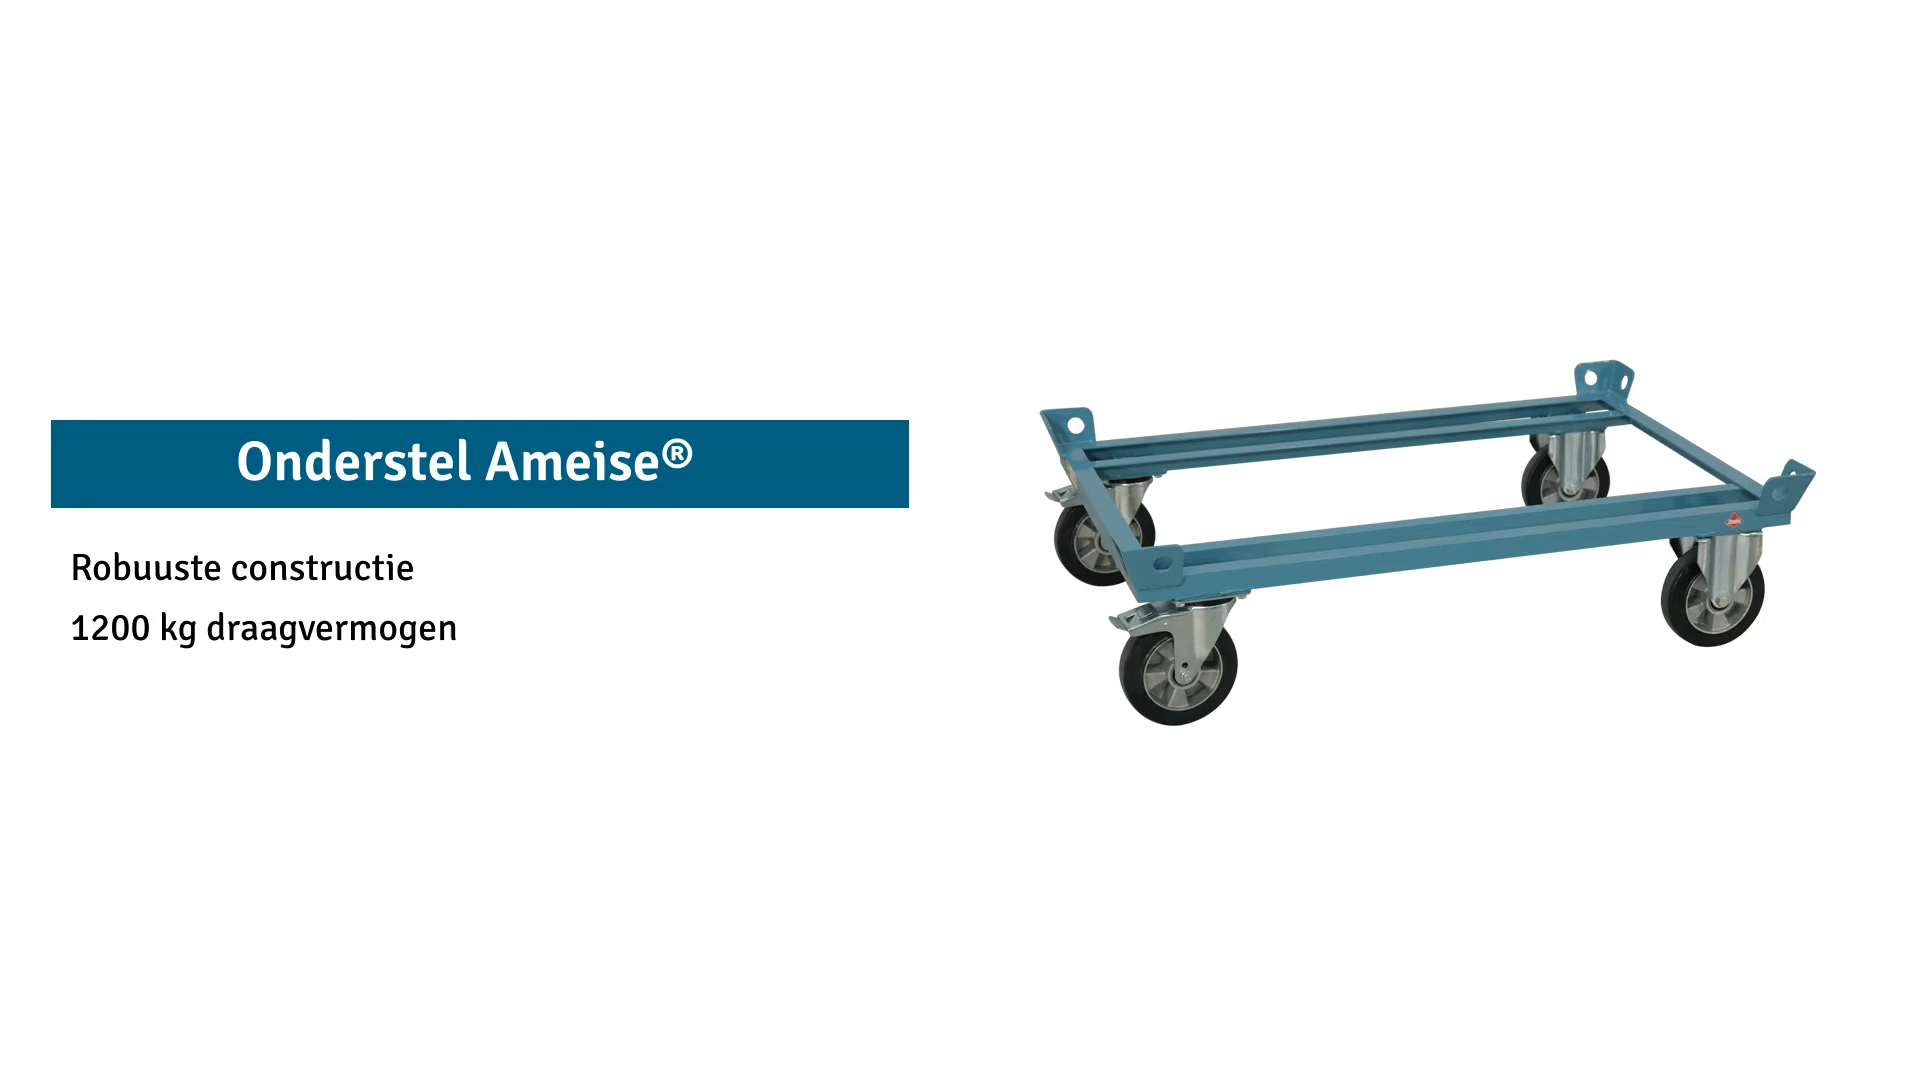 Onderstel Ameise®
Robuuste constructie
1200 kg draagvermogen